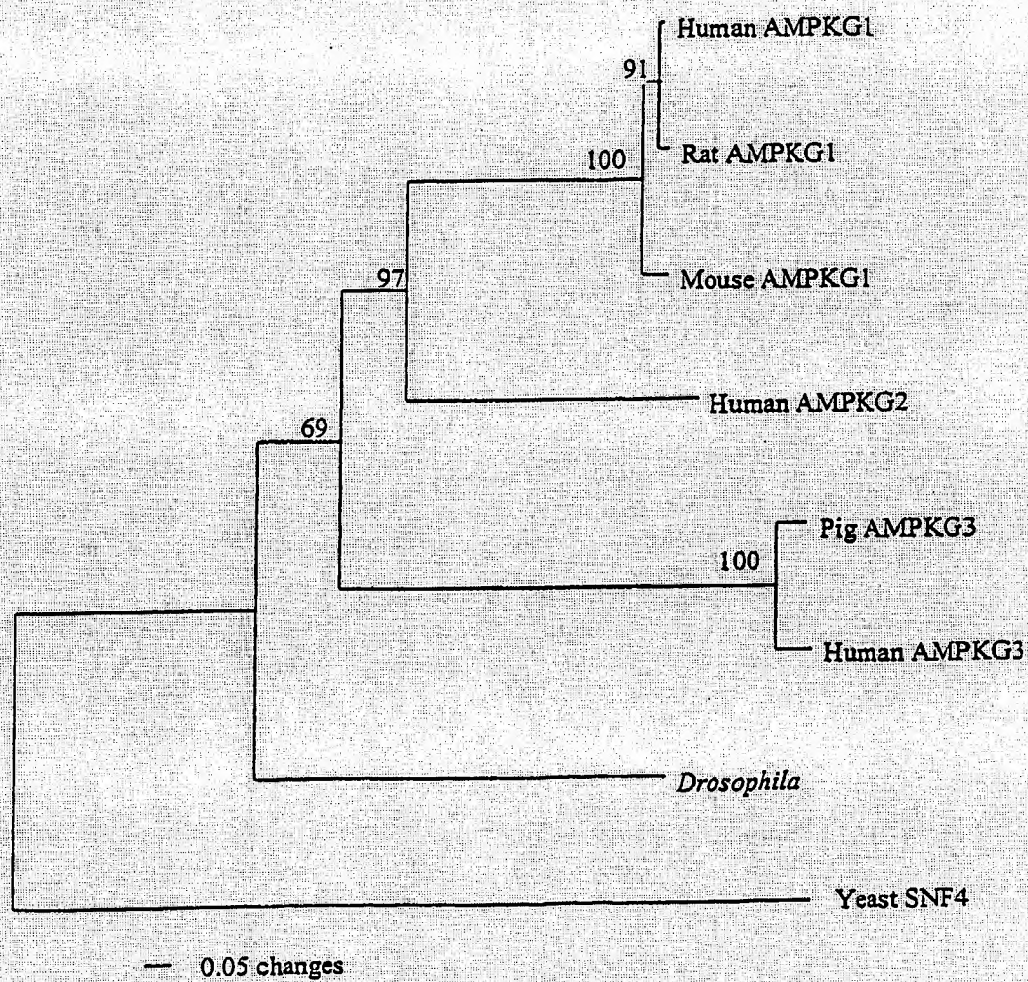 Human AMPKG1
91
Rat AMPKG1
100
Mouse AMPKG1
97
Human AMPKG2
69
Pig AMPKG3
100
Human AMPKG3
Drosophila
Yeast SNF4
0.05 changes